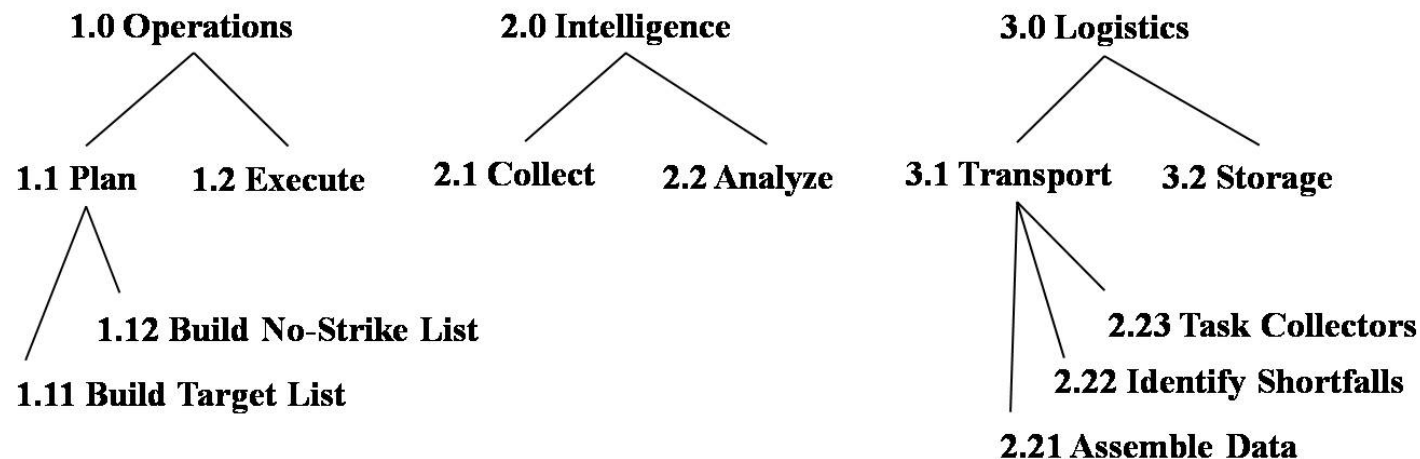 1.0 Operations
2.0 Intelligence
3.0 Logistics
1.1 Plan
1.2 Execute
2.1 Collect
2.2 Analyze
3.1 Transport
3.2 Storage
1.12 Build No-Strike List
1.11 Build Target List
2.23 Task Collectors
2.22 Identify Shortfalls
2.21 Assemble Data